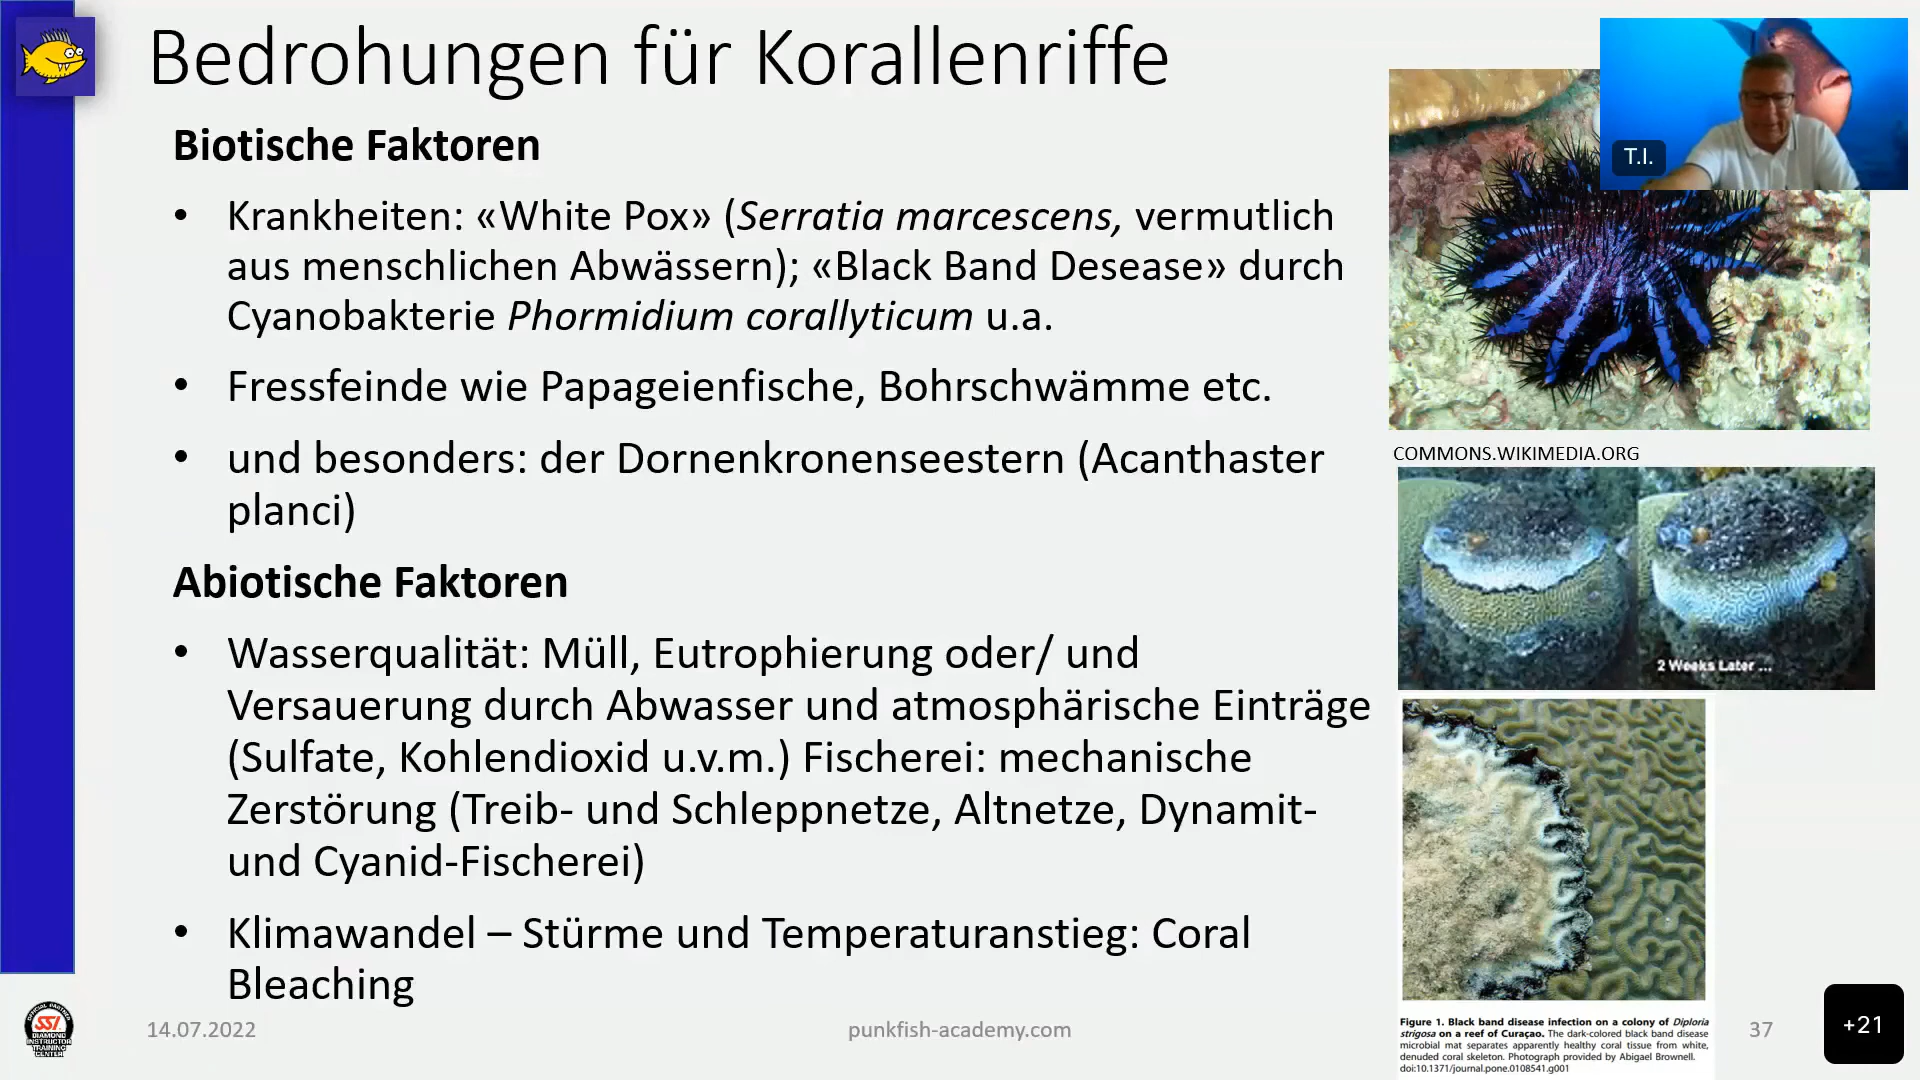 Bedrohungen für Korallenriffe
Biotische Faktoren
• Krankheiten: «White Pox» (Serratia marcescens, vermutlich
aus menschlichen Abwässern); «Black Band Desease» durch
Cyanobakterie Phormidium corallyticum u.a.
• Fressfeinde wie Papageienfische, Bohrschwämme etc.
• und besonders: der Dornenkronenseestern (Acanthaster
planci)
Abiotische Faktoren
• Wasserqualität: Müll, Eutrophierung oder/ und
Versauerung durch Abwasser und atmosphärische Einträge
(Sulfate, Kohlendioxid u.v.m.) Fischerei: mechanische
Zerstörung (Treib- und Schleppnetze, Altnetze, Dynamit-
und Cyanid-Fischerei)
• Klimawandel – Stürme und Temperaturanstieg: Coral
Bleaching
T.I.
COMMONS.WIKIMEDIA.ORG
2 Weeks Later ...
Figure 1. Black band disease infection on a colony of Diploria
strigosa on a reef of Curaçao. The dark-colored black band disease
microbial mat separates apparently healthy coral tissue from white,
denuded coral skeleton. Photograph provided by Abigael Brownell.
doi:10.1371/journal.pone.0108541.g001
SSI
DIAMOND
INSTRUCTOR
TRAINING
CENTER
14.07.2022
punkfish-academy.com
37
+21